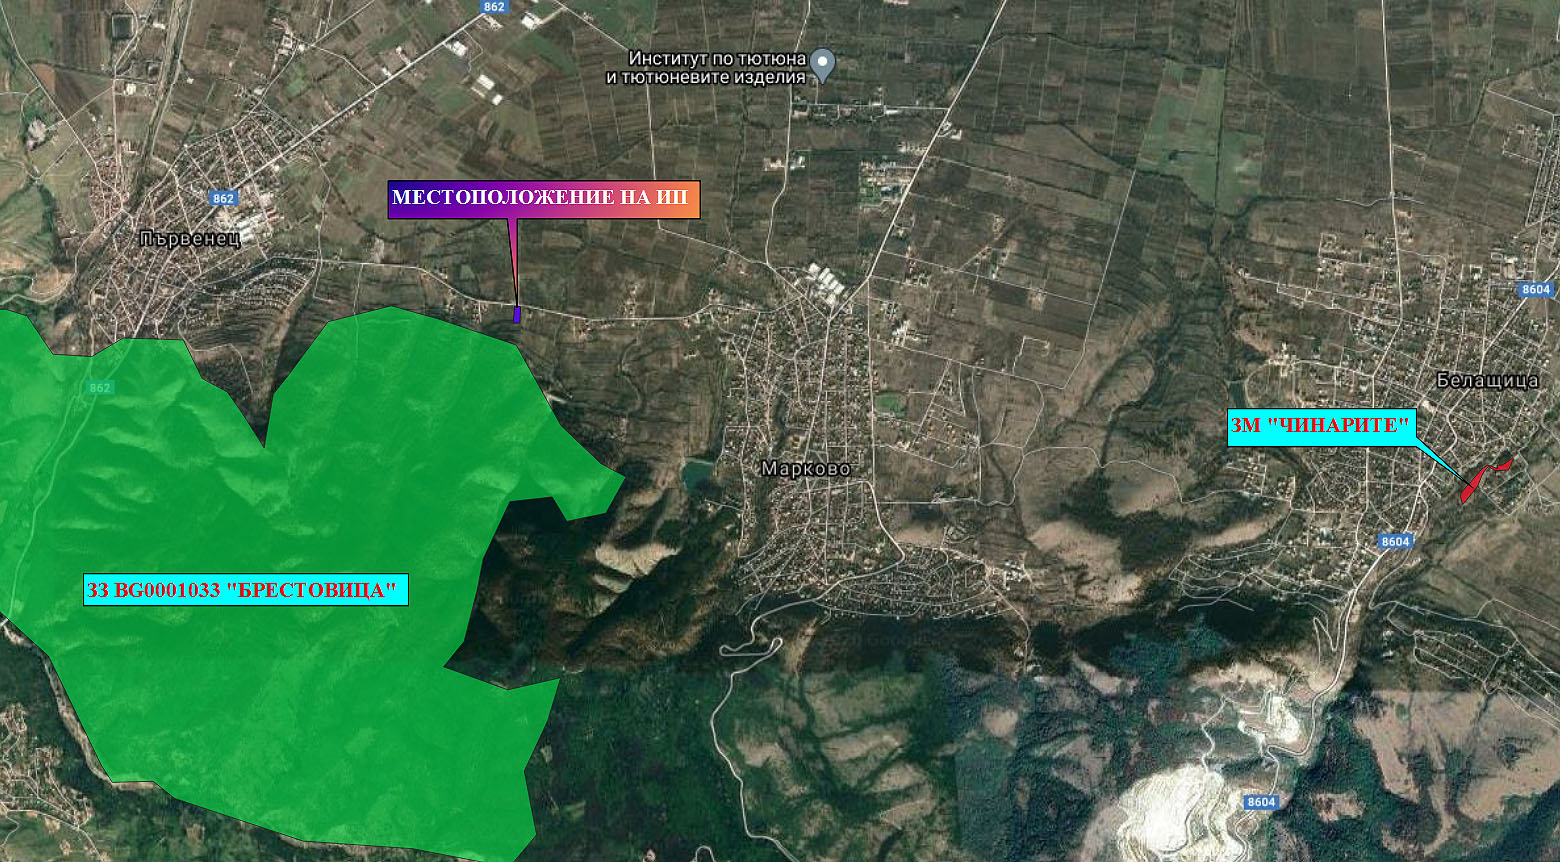 862
Институт по тютюна
и тютюневите изделия
862
МЕСТОПОЛОЖЕНИЕ НА ИП
Първенец
8604
862
Белащица
ЗМ "ЧИНАРИТЕ"
Марково
8604
ЗЗ BG0001033 "БРЕСТОВИЦА"
8604